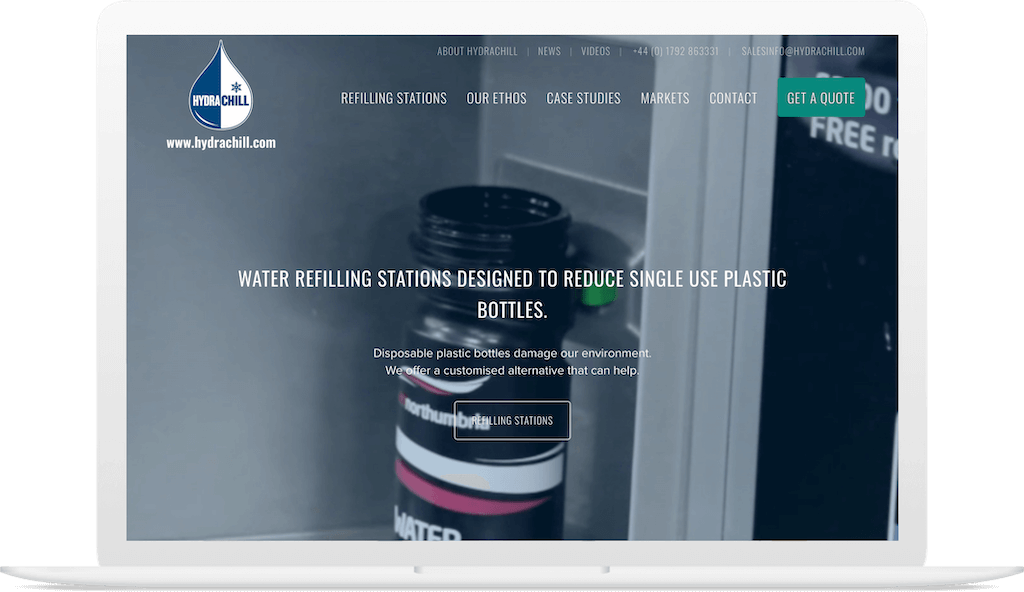 ABOUT HYDRACHILL | NEWS | VIDEOS | +44 (0) 1792 863331 | SALESINFO@HYDRACHILL.COM
HYDRACHILL
www.hydrachill.com
REFILLING STATIONS OUR ETHOS CASE STUDIES MARKETS CONTACT GET A QUOTE
FREE
WATER REFILLING STATIONS DESIGNED TO REDUCE SINGLE USE PLASTIC
BOTTLES.
Disposable plastic bottles damage our environment.
We offer a customised alternative that can help.
northumbria
REFILLING STATIONS
WATER